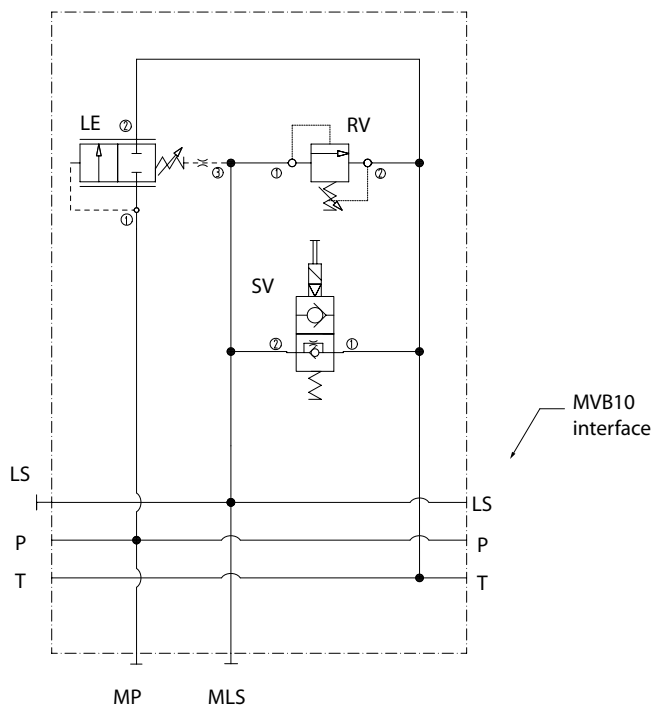 LE
②
RV
③
①
②
①
SV
②
①
MVB10
interface
LS
LS
P
P
T
T
MP
MLS